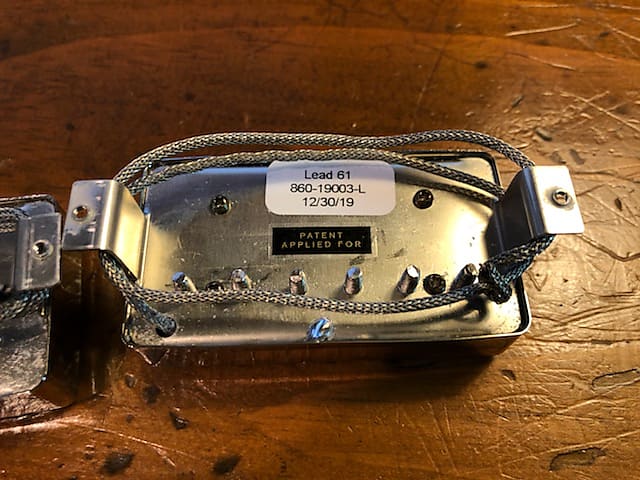 Lead 61
860-19003-L
12/30/19
PATENT
APPLIED FOR